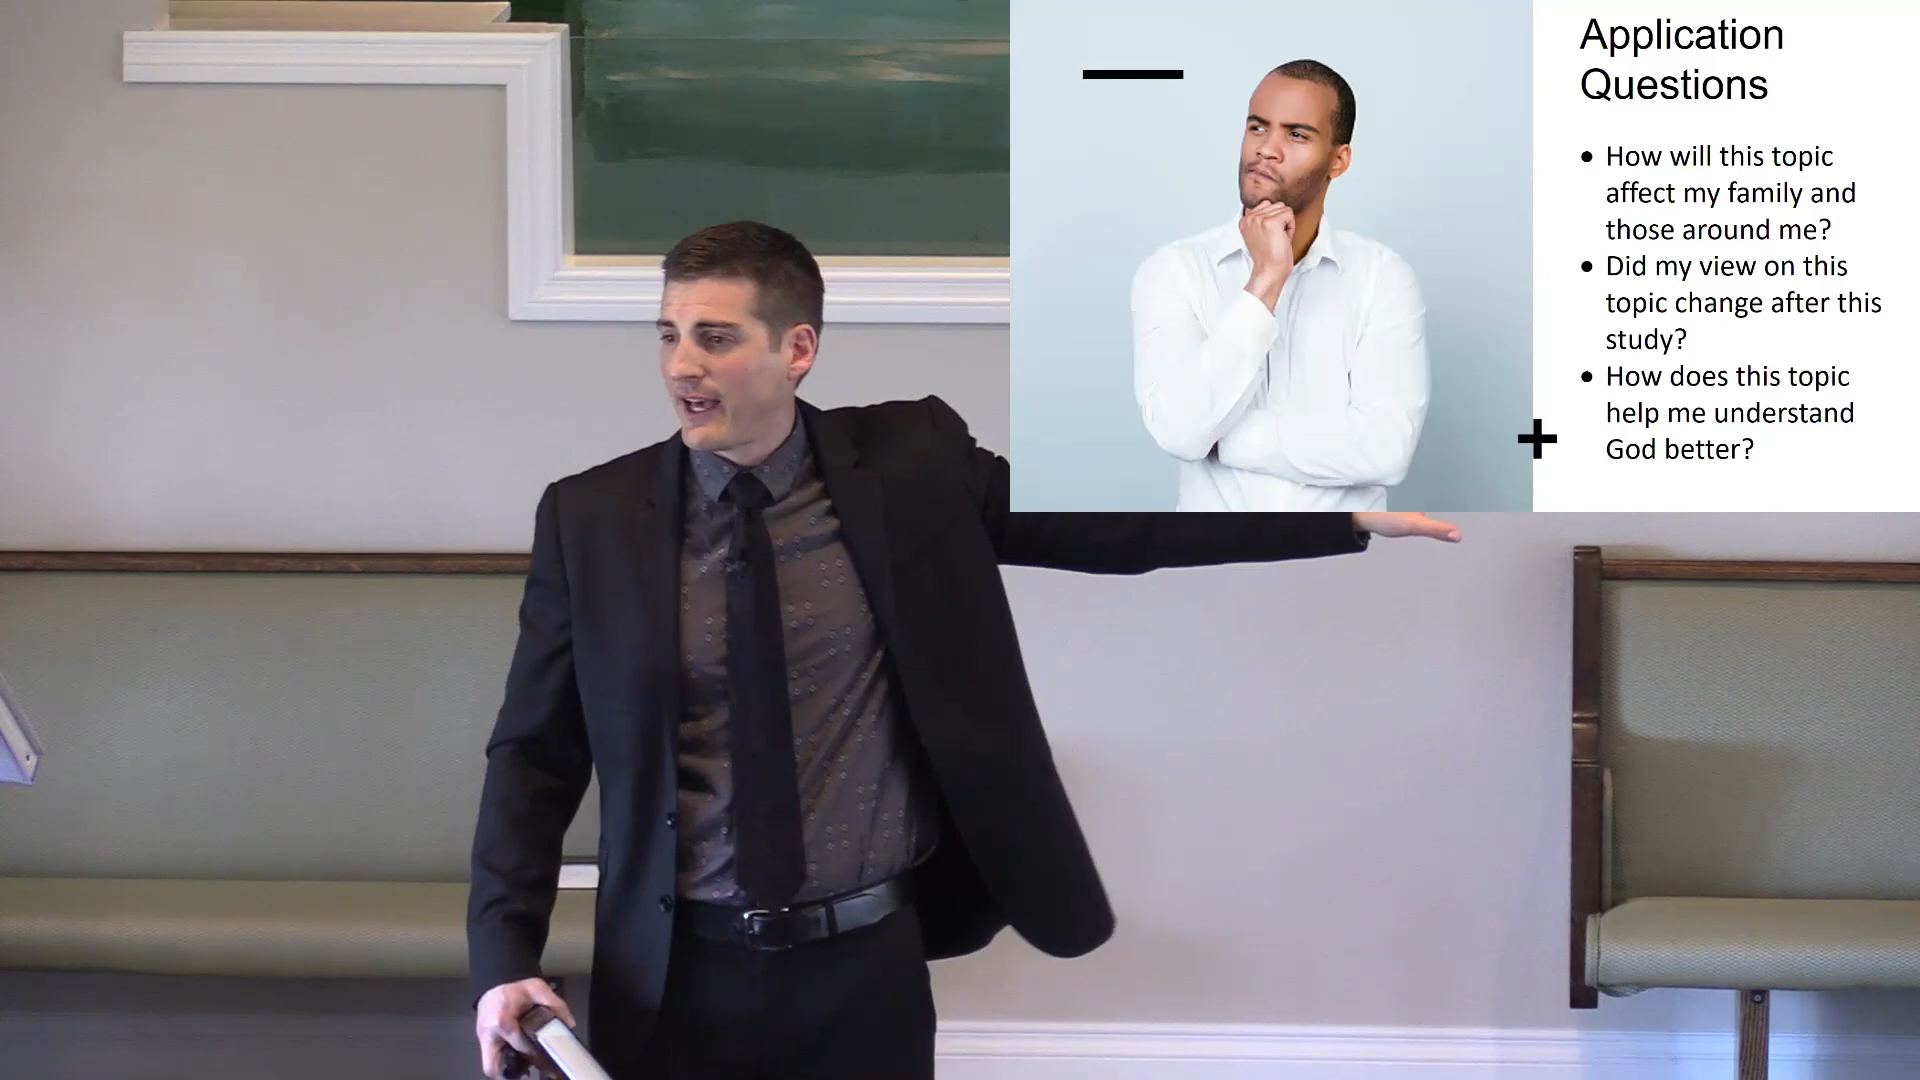 Application
Questions
• How will this topic
affect my family and
those around me?
• Did my view on this
topic change after this
study?
• How does this topic
help me understand
God better?